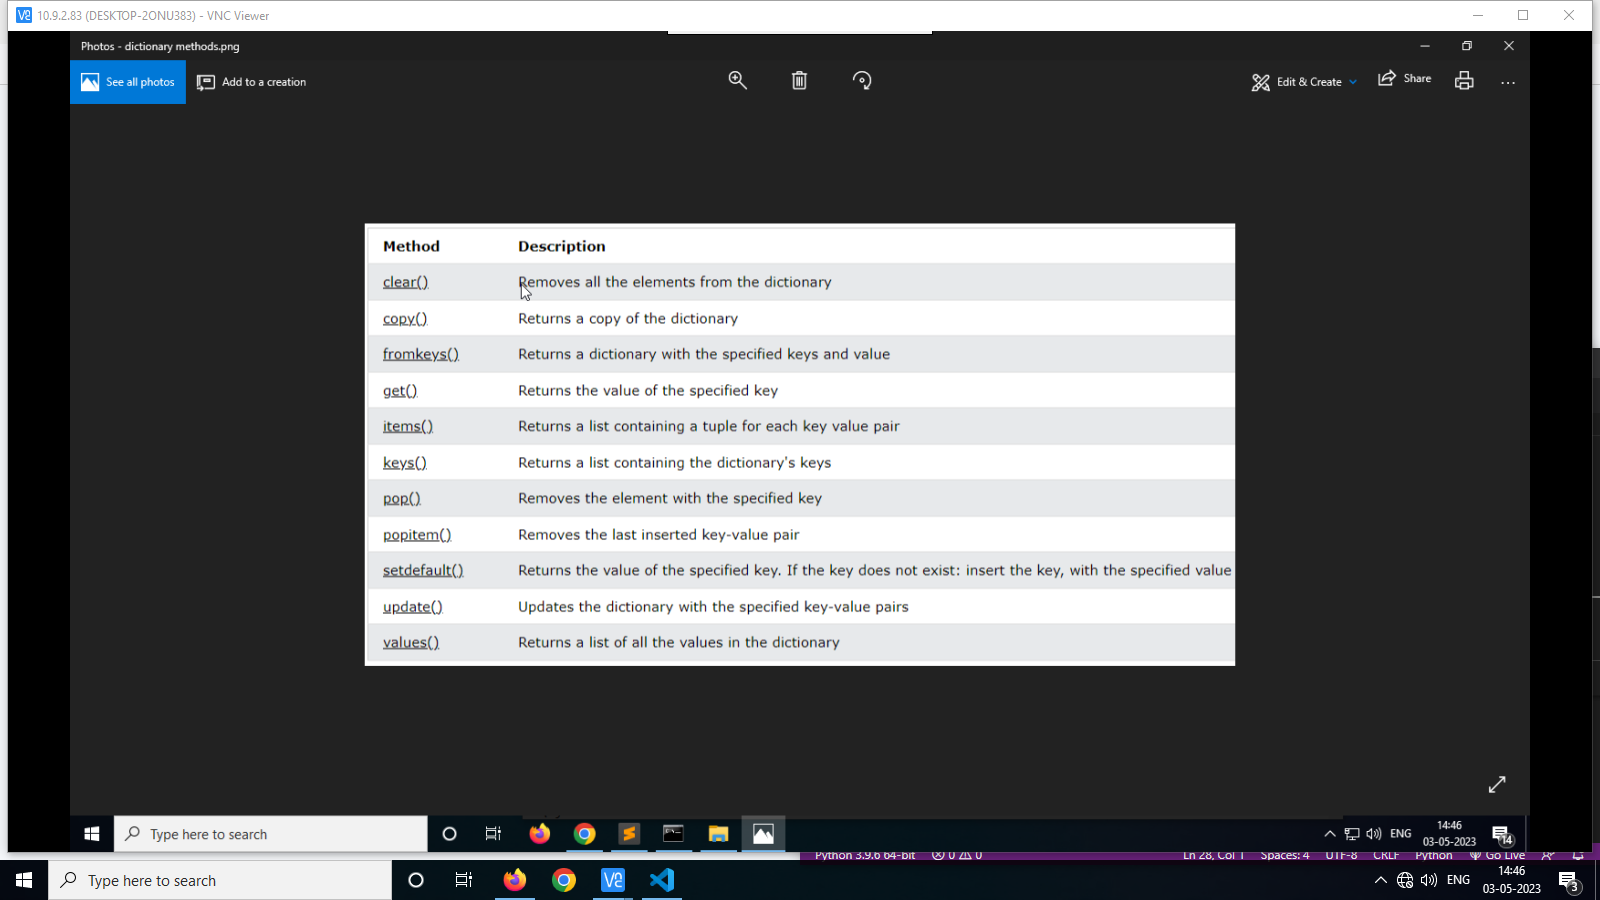 10.9.2.83 (DESKTOP-2ONU383) - VNC Viewer
Photos - dictionary methods.png
See all photos
Add to a creation
Edit & Create
Share
Method Description
clear() Removes all the elements from the dictionary
copy() Returns a copy of the dictionary
fromkeys() Returns a dictionary with the specified keys and value
get() Returns the value of the specified key
items() Returns a list containing a tuple for each key value pair
keys() Returns a list containing the dictionary's keys
pop() Removes the element with the specified key
popitem() Removes the last inserted key-value pair
setdefault() Returns the value of the specified key. If the key does not exist: insert the key, with the specified value
update() Updates the dictionary with the specified key-value pairs
values() Returns a list of all the values in the dictionary
Type here to search
ENG
14:46
03-05-2023
14
Python 3.9.6 64-bit 0 0 Ln 28, Col 1 Spaces: 4 UTF-8 CRLF Python Go Live
Type here to search
ENG
14:46
03-05-2023
3